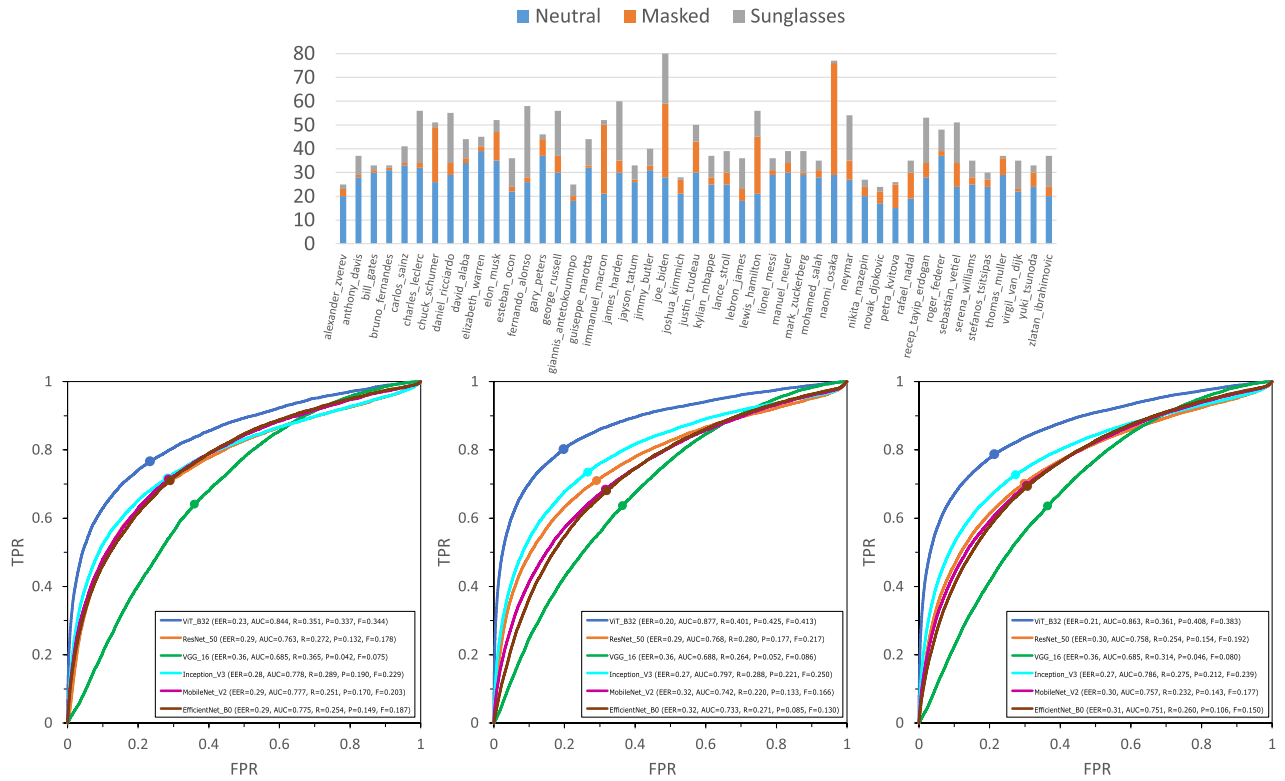 Neutral Masked Sunglasses
80
70
60
50
40
30
20
10
0
alexander_zverev
anthony_davis
bill_gates
bruno_fernandes
carlos_sainz
charles_leclerc
chuck_schumer
daniel_ricciardo
david_alaba
elizabeth_warren
elon_musk
esteban_ocon
fernando_alonso
gary_peters
george_russell
giannis_antetokoumpo
guiseppe_marotta
immanuel_macron
james_harden
jayson_tatum
jimmy_butler
joe_biden
joshua_kimmich
justin_trudeau
kylian_mbappe
lance_stroll
lebron_james
lewis_hamilton
lionel_messi
manuel_neuer
mark_zuckerberg
mohamed_salah
naomi_osaka
neymar
nikita_mazepin
novak_djokovic
petra_kvitova
rafael_nadal
recep_tayip_erdogan
roger_federer
sebastian_vettel
serena_williams
stefanos_tsitsipas
thomas_muller
virgil_van_dijk
yuki_tsunoda
zlatan_ibrahimovic
1
0.8
0.6
0.4
0.2
0
TPR
ViT_B32 (EER=0.23, AUC=0.844, R=0.351, P=0.337, F=0.344)
ResNet_50 (EER=0.29, AUC=0.763, R=0.272, P=0.132, F=0.178)
VGG_16 (EER=0.36, AUC=0.685, R=0.365, P=0.042, F=0.075)
Inception_V3 (EER=0.28, AUC=0.778, R=0.289, P=0.190, F=0.229)
MobileNet_V2 (EER=0.29, AUC=0.777, R=0.251, P=0.170, F=0.203)
EfficientNet_B0 (EER=0.29, AUC=0.775, R=0.254, P=0.149, F=0.187)
0 0.2 0.4 0.6 0.8 1
FPR
1
0.8
0.6
0.4
0.2
0
TPR
ViT_B32 (EER=0.20, AUC=0.877, R=0.401, P=0.425, F=0.413)
ResNet_50 (EER=0.29, AUC=0.768, R=0.280, P=0.177, F=0.217)
VGG_16 (EER=0.36, AUC=0.688, R=0.264, P=0.052, F=0.086)
Inception_V3 (EER=0.27, AUC=0.797, R=0.288, P=0.221, F=0.250)
MobileNet_V2 (EER=0.32, AUC=0.742, R=0.220, P=0.133, F=0.166)
EfficientNet_B0 (EER=0.32, AUC=0.733, R=0.271, P=0.085, F=0.130)
0 0.2 0.4 0.6 0.8 1
FPR
1
0.8
0.6
0.4
0.2
0
TPR
ViT_B32 (EER=0.21, AUC=0.863, R=0.361, P=0.408, F=0.383)
ResNet_50 (EER=0.30, AUC=0.758, R=0.254, P=0.154, F=0.192)
VGG_16 (EER=0.36, AUC=0.685, R=0.314, P=0.046, F=0.080)
Inception_V3 (EER=0.27, AUC=0.786, R=0.275, P=0.212, F=0.239)
MobileNet_V2 (EER=0.30, AUC=0.757, R=0.232, P=0.143, F=0.177)
EfficientNet_B0 (EER=0.31, AUC=0.751, R=0.260, P=0.106, F=0.150)
0 0.2 0.4 0.6 0.8 1
FPR